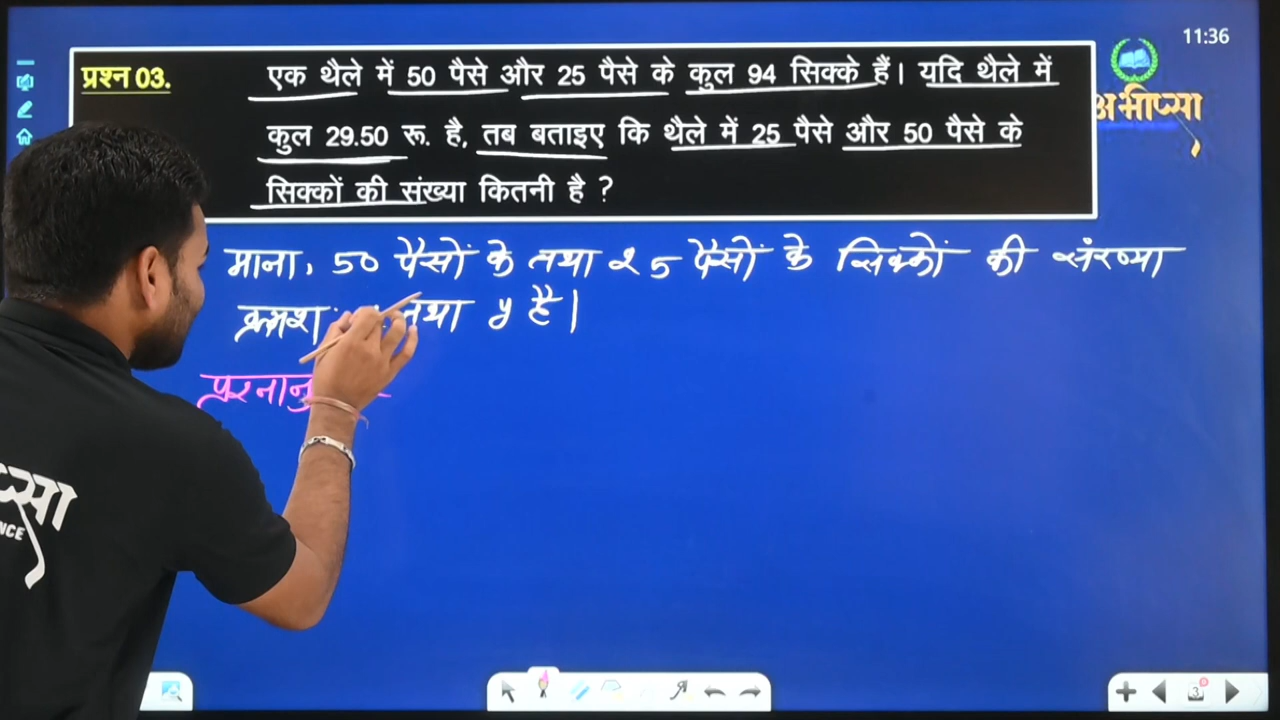 11:36
प्रश्न 03. एक थैले में 50 पैसे और 25 पैसे के कुल 94 सिक्के हैं। यदि थैले में
कुल 29.50 रू. है, तब बताइए कि थैले में 25 पैसे और 50 पैसे के
सिक्कों की संख्या कितनी है ?
अभीप्सा
माना, 50 पैसों के तथा 25 पैसों के सिक्कों की संख्या
क्रमश: तथा y है।